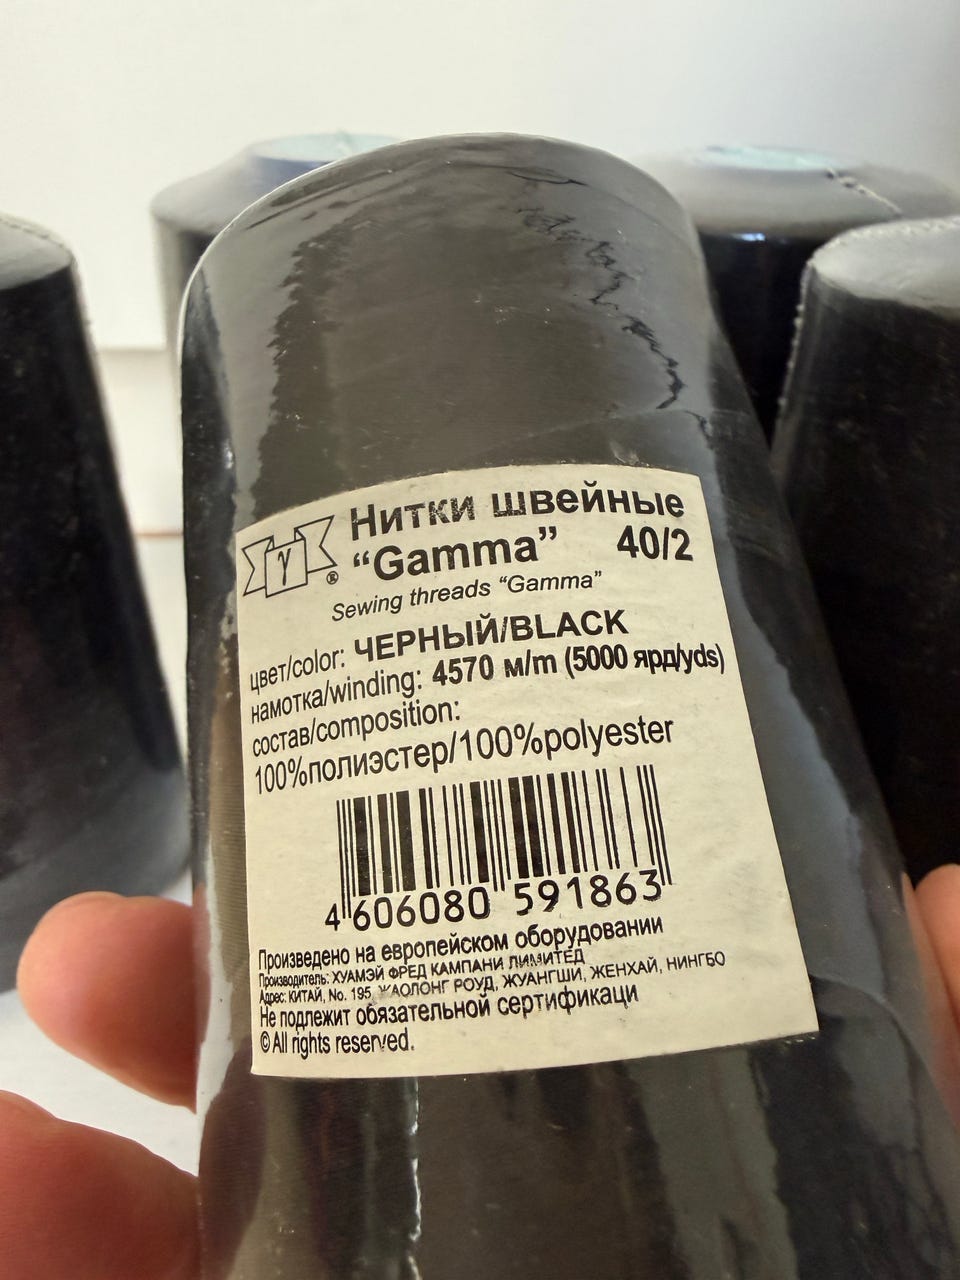 γ ®
Нитки швейные
“Gamma” 40/2
Sewing threads “Gamma”
цвет/color: ЧЕРНЫЙ/BLACK
намотка/winding: 4570 м/m (5000 ярд/yds)
состав/composition:
100%полиэстер/100%polyester
4 606080 591863
Произведено на европейском оборудовании
Производитель: ХУАМЭЙ ФРЕД КАМПАНИ ЛИМИТЕД
Адрес: КИТАЙ, No. 195, ЖАОЛОНГ РОУД, ЖУАНГШИ, ЖЕНХАЙ, НИНГБО
Не подлежит обязательной сертификаци
©All rights reserved.